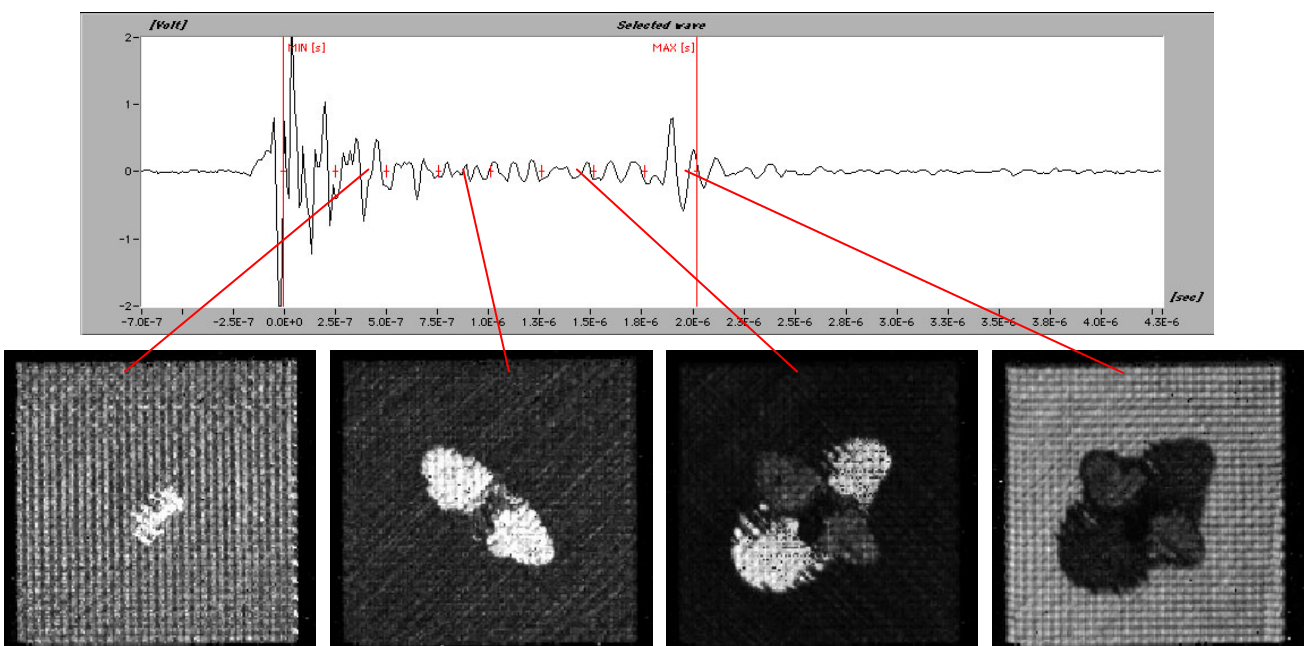 [Volt]
Selected wave
MIN [s]
MAX [s]
2-
1-
0-
-1-
-2-
[sec]
-7.0E-7 -2.5E-7 0.0E+0 2.5E-7 5.0E-7 7.5E-7 1.0E-6 1.3E-6 1.5E-6 1.8E-6 2.0E-6 2.3E-6 2.5E-6 2.8E-6 3.0E-6 3.3E-6 3.5E-6 3.8E-6 4.0E-6 4.3E-6